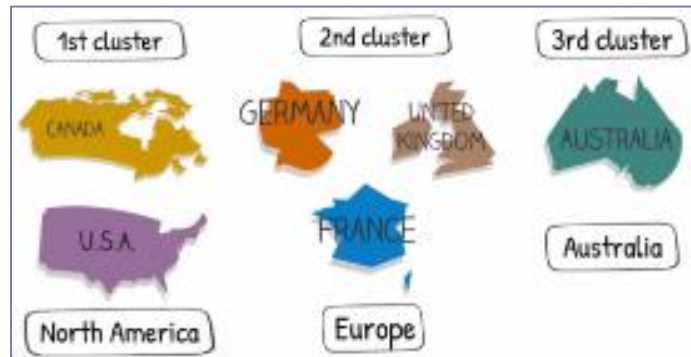 1st cluster
2nd cluster
3rd cluster
CANADA
GERMANY
UNITED
KINGDOM
AUSTRALIA
U.S.A.
FRANCE
Australia
North America
Europe